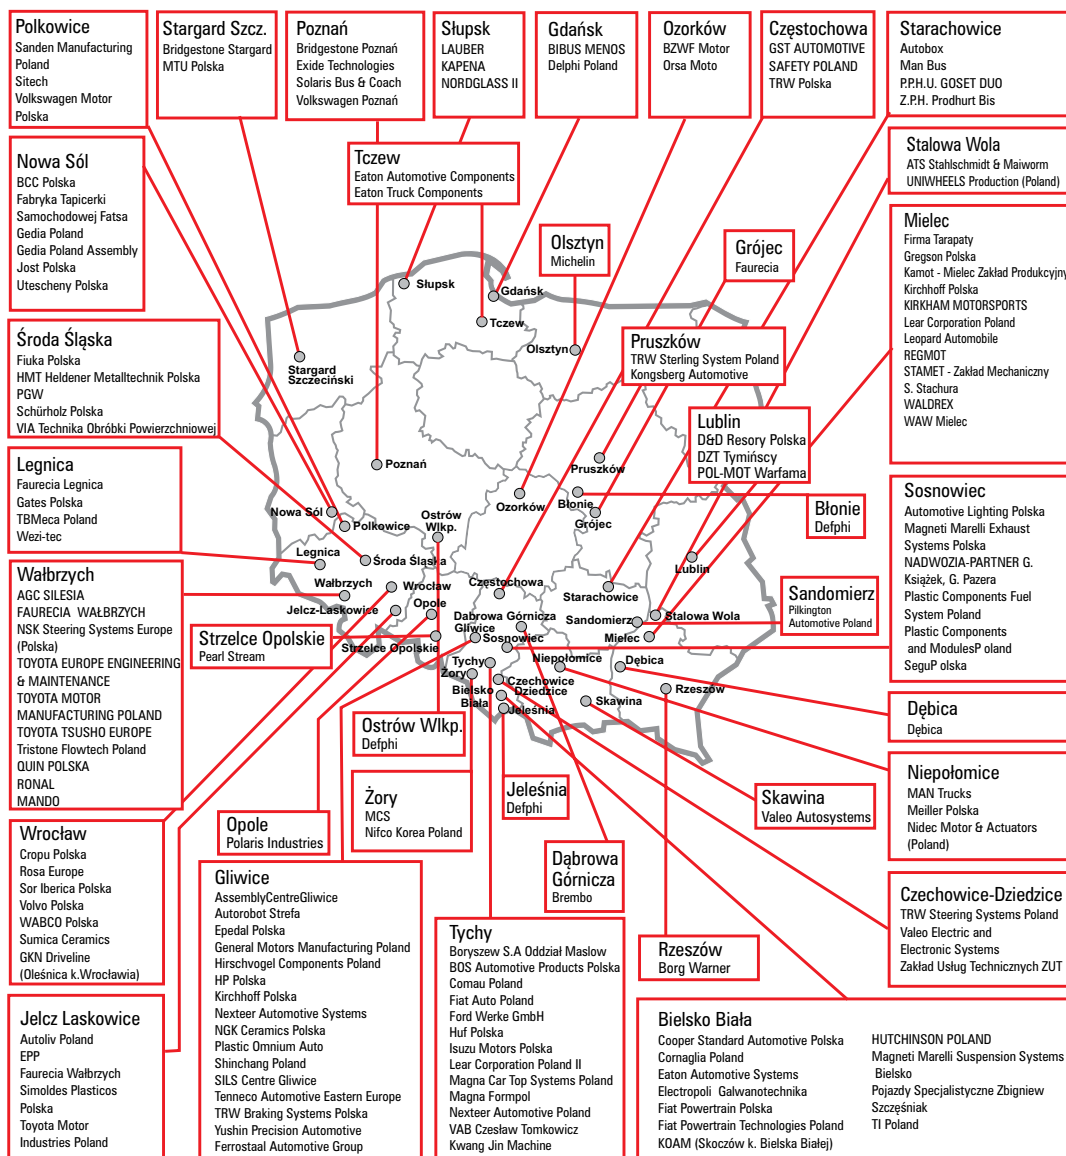 Polkowice
Sanden Manufacturing
Poland
Sitech
Volkswagen Motor
Polska
Stargard Szcz.
Bridgestone Stargard
MTU Polska
Poznań
Bridgestone Poznań
Exide Technologies
Solaris Bus & Coach
Volkswagen Poznań
Słupsk
LAUBER
KAPENA
NORDGLASS II
Gdańsk
BIBUS MENOS
Delphi Poland
Ozorków
BZWF Motor
Orsa Moto
Częstochowa
GST AUTOMOTIVE
SAFETY POLAND
TRW Polska
Starachowice
Autobox
Man Bus
P.P.H.U. GOSET DUO
Z.P.H. Prodhurt Bis
Nowa Sól
BCC Polska
Fabryka Tapicerki
Samochodowej Fatsa
Gedia Poland
Gedia Poland Assembly
Jost Polska
Utescheny Polska
Tczew
Eaton Automotive Components
Eaton Truck Components
Stalowa Wola
ATS Stahlschmidt & Maiworm
UNIWHEELS Production (Poland)
Olsztyn
Michelin
Grójec
Faurecia
Mielec
Firma Tarapaty
Gregson Polska
Kamot - Mielec Zakład Produkcyjny
Kirchhoff Polska
KIRKHAM MOTORSPORTS
Lear Corporation Poland
Leopard Automobile
REGMOT
STAMET - Zakład Mechaniczny
S. Stachura
WALDREX
WAW Mielec
Środa Śląska
Fiuka Polska
HMT Heldener Metalltechnik Polska
PGW
Schürholz Polska
VIA Technika Obróbki Powierzchniowej
Pruszków
TRW Sterling System Poland
Kongsberg Automotive
Lublin
D&D Resory Polska
DZT Tymińscy
POL-MOT Warfama
Legnica
Faurecia Legnica
Gates Polska
TBMeca Poland
Wezi-tec
Błonie
Defphi
Sosnowiec
Automotive Lighting Polska
Magneti Marelli Exhaust
Systems Polska
NADWOZIA-PARTNER G.
Książek, G. Pazera
Plastic Components Fuel
System Poland
Plastic Components
and ModulesP oland
SeguP olska
Wałbrzych
AGC SILESIA
FAURECIA WAŁBRZYCH
NSK Steering Systems Europe
(Polska)
TOYOTA EUROPE ENGINEERING
& MAINTENANCE
TOYOTA MOTOR
MANUFACTURING POLAND
TOYOTA TSUSHO EUROPE
Tristone Flowtech Poland
QUIN POLSKA
RONAL
MANDO
Strzelce Opolskie
Pearl Stream
Sandomierz
Pilkington
Automotive Poland
Słupsk
Gdańsk
Tczew
Olsztyn
Stargard
Szczeciński
Poznań
Pruszków
Ozorków
Błonie
Grójec
Nowa Sól
Polkowice
Ostrów
Wlkp.
Legnica
Środa Śląska
Lublin
Wałbrzych
Wrocław
Częstochowa
Starachowice
Jelcz-Laskowice
Opole
Dąbrowa Górnicza
Gliwice
Sosnowiec
Sandomierz
Stalowa Wola
Mielec
Strzelce Opolskie
Tychy
Żory
Niepołomice
Dębica
Czechowice
Dziedzice
Bielsko
Biała
Jeleśnia
Skawina
Rzeszów
Ostrów Wlkp.
Defphi
Dębica
Dębica
Żory
MCS
Nifco Korea Poland
Jeleśnia
Defphi
Skawina
Valeo Autosystems
Niepołomice
MAN Trucks
Meiller Polska
Nidec Motor & Actuators
(Poland)
Opole
Polaris Industries
Wrocław
Cropu Polska
Rosa Europe
Sor Iberica Polska
Volvo Polska
WABCO Polska
Sumica Ceramics
GKN Driveline
(Oleśnica k.Wrocławia)
Dąbrowa
Górnicza
Brembo
Gliwice
AssemblyCentreGliwice
Autorobot Strefa
Epedal Polska
General Motors Manufacturing Poland
Hirschvogel Components Poland
HP Polska
Kirchhoff Polska
Nexteer Automotive Systems
NGK Ceramics Polska
Plastic Omnium Auto
Shinchang Poland
SILS Centre Gliwice
Tenneco Automotive Eastern Europe
TRW Braking Systems Polska
Yushin Precision Automotive
Ferrostaal Automotive Group
Czechowice-Dziedzice
TRW Steering Systems Poland
Valeo Electric and
Electronic Systems
Zakład Usług Technicznych ZUT
Tychy
Boryszew S.A Oddział Maslow
BOS Automotive Products Polska
Comau Poland
Fiat Auto Poland
Ford Werke GmbH
Huf Polska
Isuzu Motors Polska
Lear Corporation Poland II
Magna Car Top Systems Poland
Magna Formpol
Nexteer Automotive Poland
VAB Czesław Tomkowicz
Kwang Jin Machine
Rzeszów
Borg Warner
Jelcz Laskowice
Autoliv Poland
EPP
Faurecia Wałbrzych
Simoldes Plasticos
Polska
Toyota Motor
Industries Poland
Bielsko Biała
Cooper Standard Automotive Polska
Cornaglia Poland
Eaton Automotive Systems
Electropoli Galwanotechnika
Fiat Powertrain Polska
Fiat Powertrain Technologies Poland
KOAM (Skoczów k. Bielska Białej)
HUTCHINSON POLAND
Magneti Marelli Suspension Systems
Bielsko
Pojazdy Specjalistyczne Zbigniew
Szczęśniak
TI Poland